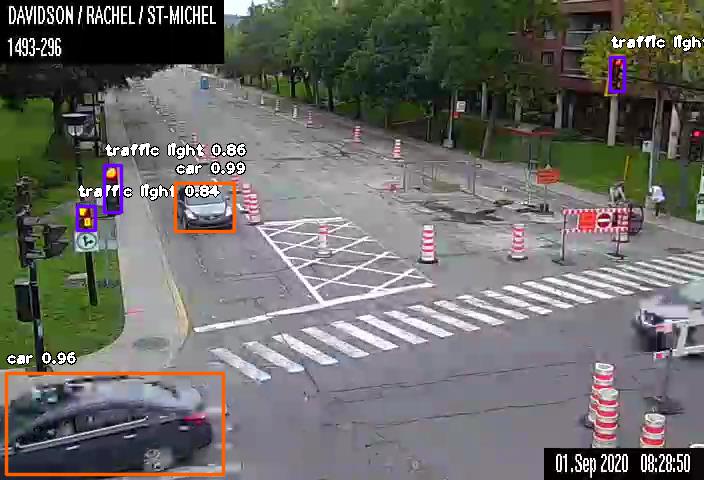 DAVIDSON / RACHEL / ST-MICHEL
1493-296
traffic light
traffic light 0.86
car 0.99
traffic light 0.84
car 0.96
01.Sep 2020 08:28:50